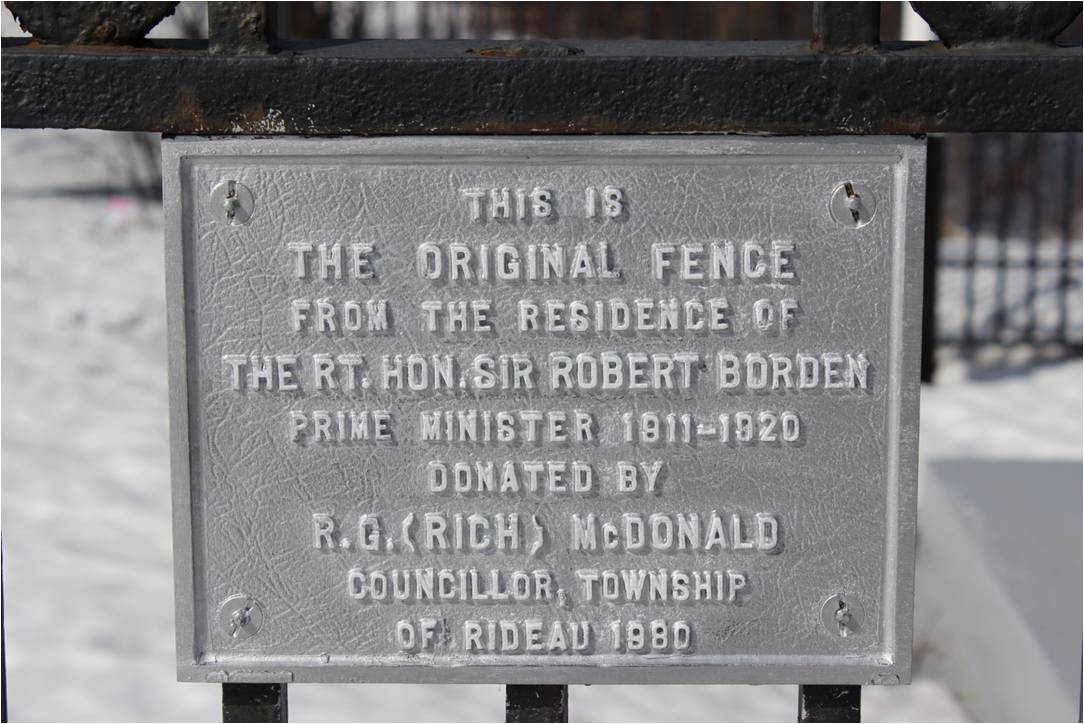 THIS IS
THE ORIGINAL FENCE
FROM THE RESIDENCE OF
THE RT. HON. SIR ROBERT BORDEN
PRIME MINISTER 1911-1920
DONATED BY
R.G. (RICH) McDONALD
COUNCILLOR, TOWNSHIP
OF RIDEAU 1980